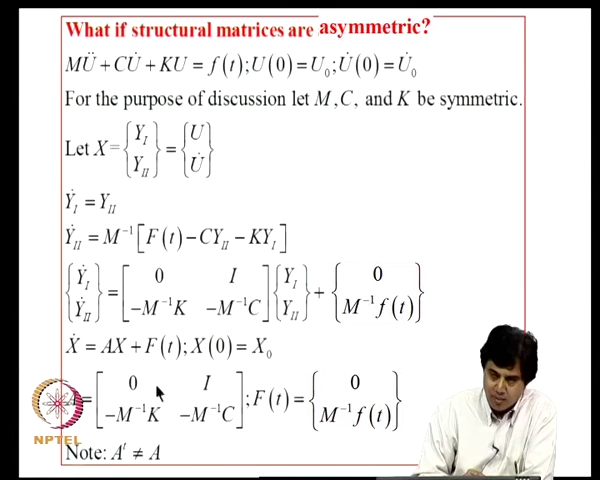 What if structural matrices are asymmetric?
MÜ + CU̇ + KU = f(t); U(0) = U₀; U̇(0) = U̇₀
For the purpose of discussion let M, C, and K be symmetric.
Let X = {Y_I; Y_II} = {U; U̇}
Ẏ_I = Y_II
Ẏ_II = M⁻¹[F(t) − CY_II − KY_I]
{Ẏ_I; Ẏ_II} = [0 I; −M⁻¹K −M⁻¹C] {Y_I; Y_II} + {0; M⁻¹f(t)}
Ẋ = AX + F(t); X(0) = X₀
A = [0 I; −M⁻¹K −M⁻¹C]; F(t) = {0; M⁻¹f(t)}
NPTEL
Note: Aᵗ ≠ A